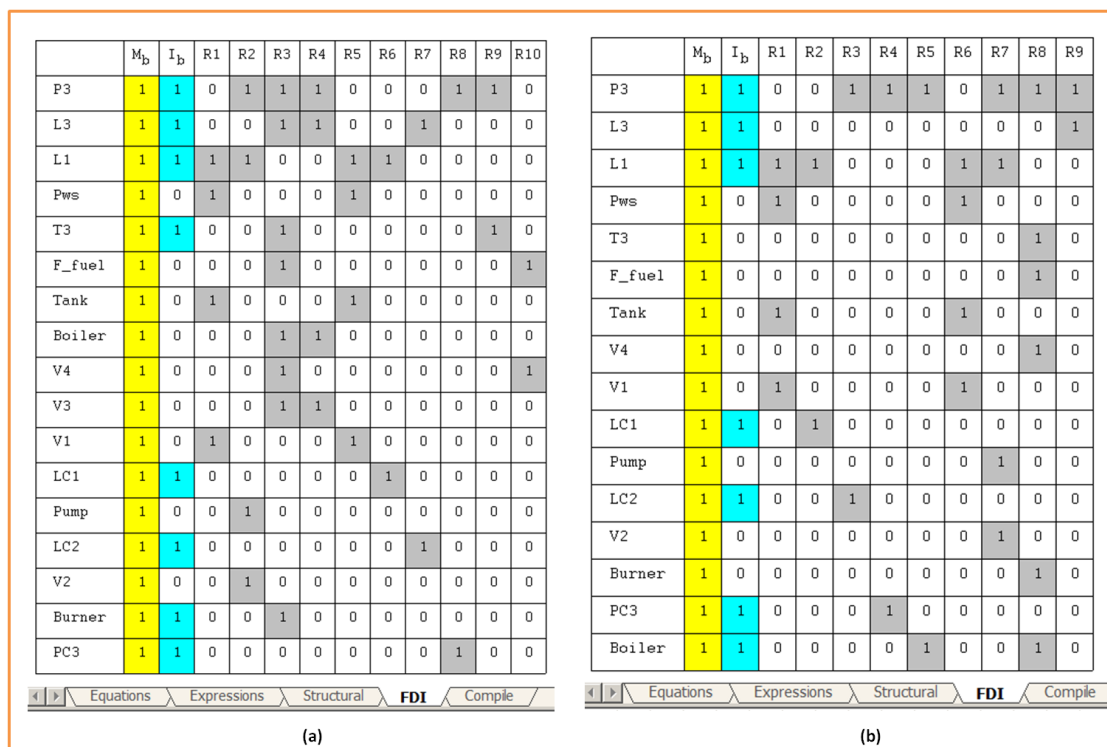 M_b I_b R1 R2 R3 R4 R5 R6 R7 R8 R9 R10
P3 1 1 0 1 1 1 0 0 0 1 1 0
L3 1 1 0 0 1 1 0 0 1 0 0 0
L1 1 1 1 1 0 0 1 1 0 0 0 0
Pws 1 0 1 0 0 0 1 0 0 0 0 0
T3 1 1 0 0 1 0 0 0 0 0 1 0
F_fuel 1 0 0 0 1 0 0 0 0 0 0 1
Tank 1 0 1 0 0 0 1 0 0 0 0 0
Boiler 1 0 0 0 1 1 0 0 0 0 0 0
V4 1 0 0 0 1 0 0 0 0 0 0 1
V3 1 0 0 0 1 1 0 0 0 0 0 0
V1 1 0 1 0 0 0 1 0 0 0 0 0
LC1 1 1 0 0 0 0 0 1 0 0 0 0
Pump 1 0 0 1 0 0 0 0 0 0 0 0
LC2 1 1 0 0 0 0 0 0 1 0 0 0
V2 1 0 0 1 0 0 0 0 0 0 0 0
Burner 1 1 0 0 1 0 0 0 0 0 0 0
PC3 1 1 0 0 0 0 0 0 0 1 0 0
Equations Expressions Structural FDI Compile
(a)
M_b I_b R1 R2 R3 R4 R5 R6 R7 R8 R9
P3 1 1 0 0 1 1 1 0 1 1 1
L3 1 1 0 0 0 0 0 0 0 0 1
L1 1 1 1 1 0 0 0 1 1 0 0
Pws 1 0 1 0 0 0 0 1 0 0 0
T3 1 0 0 0 0 0 0 0 0 1 0
F_fuel 1 0 0 0 0 0 0 0 0 1 0
Tank 1 0 1 0 0 0 0 1 0 0 0
V4 1 0 0 0 0 0 0 0 0 1 0
V1 1 0 1 0 0 0 0 1 0 0 0
LC1 1 1 0 1 0 0 0 0 0 0 0
Pump 1 0 0 0 0 0 0 0 1 0 0
LC2 1 1 0 0 1 0 0 0 0 0 0
V2 1 0 0 0 0 0 0 0 1 0 0
Burner 1 0 0 0 0 0 0 0 0 1 0
PC3 1 1 0 0 0 1 0 0 0 0 0
Boiler 1 1 0 0 0 0 1 0 0 1 0
Equations Expressions Structural FDI Compile
(b)